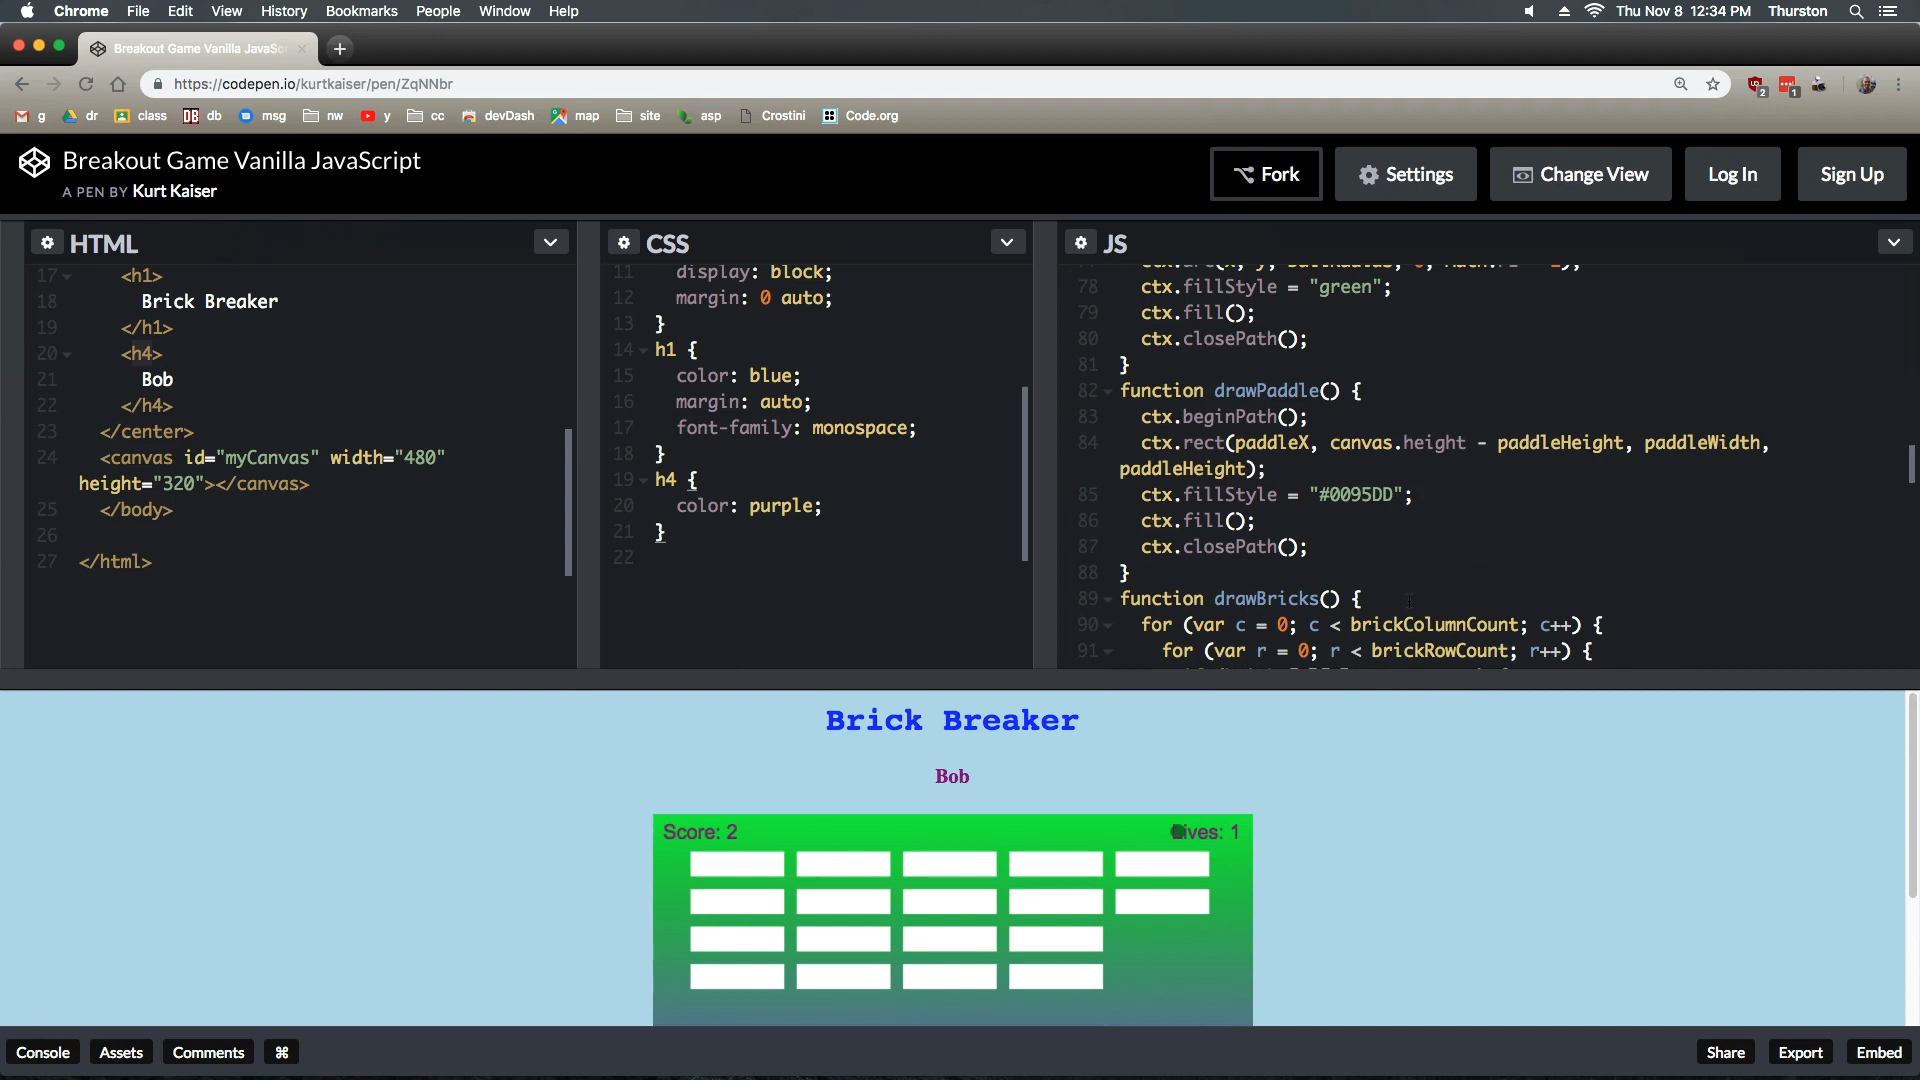 Chrome File Edit View History Bookmarks People Window Help Thu Nov 8 12:34 PM Thurston
Breakout Game Vanilla JavaSc
https://codepen.io/kurtkaiser/pen/ZqNNbr
2 1
g dr class DB db msg nw y cc devDash map site asp Crostini Code.org
Breakout Game Vanilla JavaScript
A PEN BY Kurt Kaiser
Fork Settings Change View Log In Sign Up
HTML
17 <h1>
18 Brick Breaker
19 </h1>
20 <h4>
21 Bob
22 </h4>
23 </center>
24 <canvas id="myCanvas" width="480"
height="320"></canvas>
25 </body>
26
27 </html>
CSS
11 display: block;
12 margin: 0 auto;
13 }
14 h1 {
15 color: blue;
16 margin: auto;
17 font-family: monospace;
18 }
19 h4 {
20 color: purple;
21 }
22
JS
78 ctx.fillStyle = "green";
79 ctx.fill();
80 ctx.closePath();
81 }
82 function drawPaddle() {
83 ctx.beginPath();
84 ctx.rect(paddleX, canvas.height - paddleHeight, paddleWidth,
paddleHeight);
85 ctx.fillStyle = "#0095DD";
86 ctx.fill();
87 ctx.closePath();
88 }
89 function drawBricks() {
90 for (var c = 0; c < brickColumnCount; c++) {
91 for (var r = 0; r < brickRowCount; r++) {
Brick Breaker
Bob
Score: 2 Lives: 1
Console Assets Comments ⌘ Share Export Embed